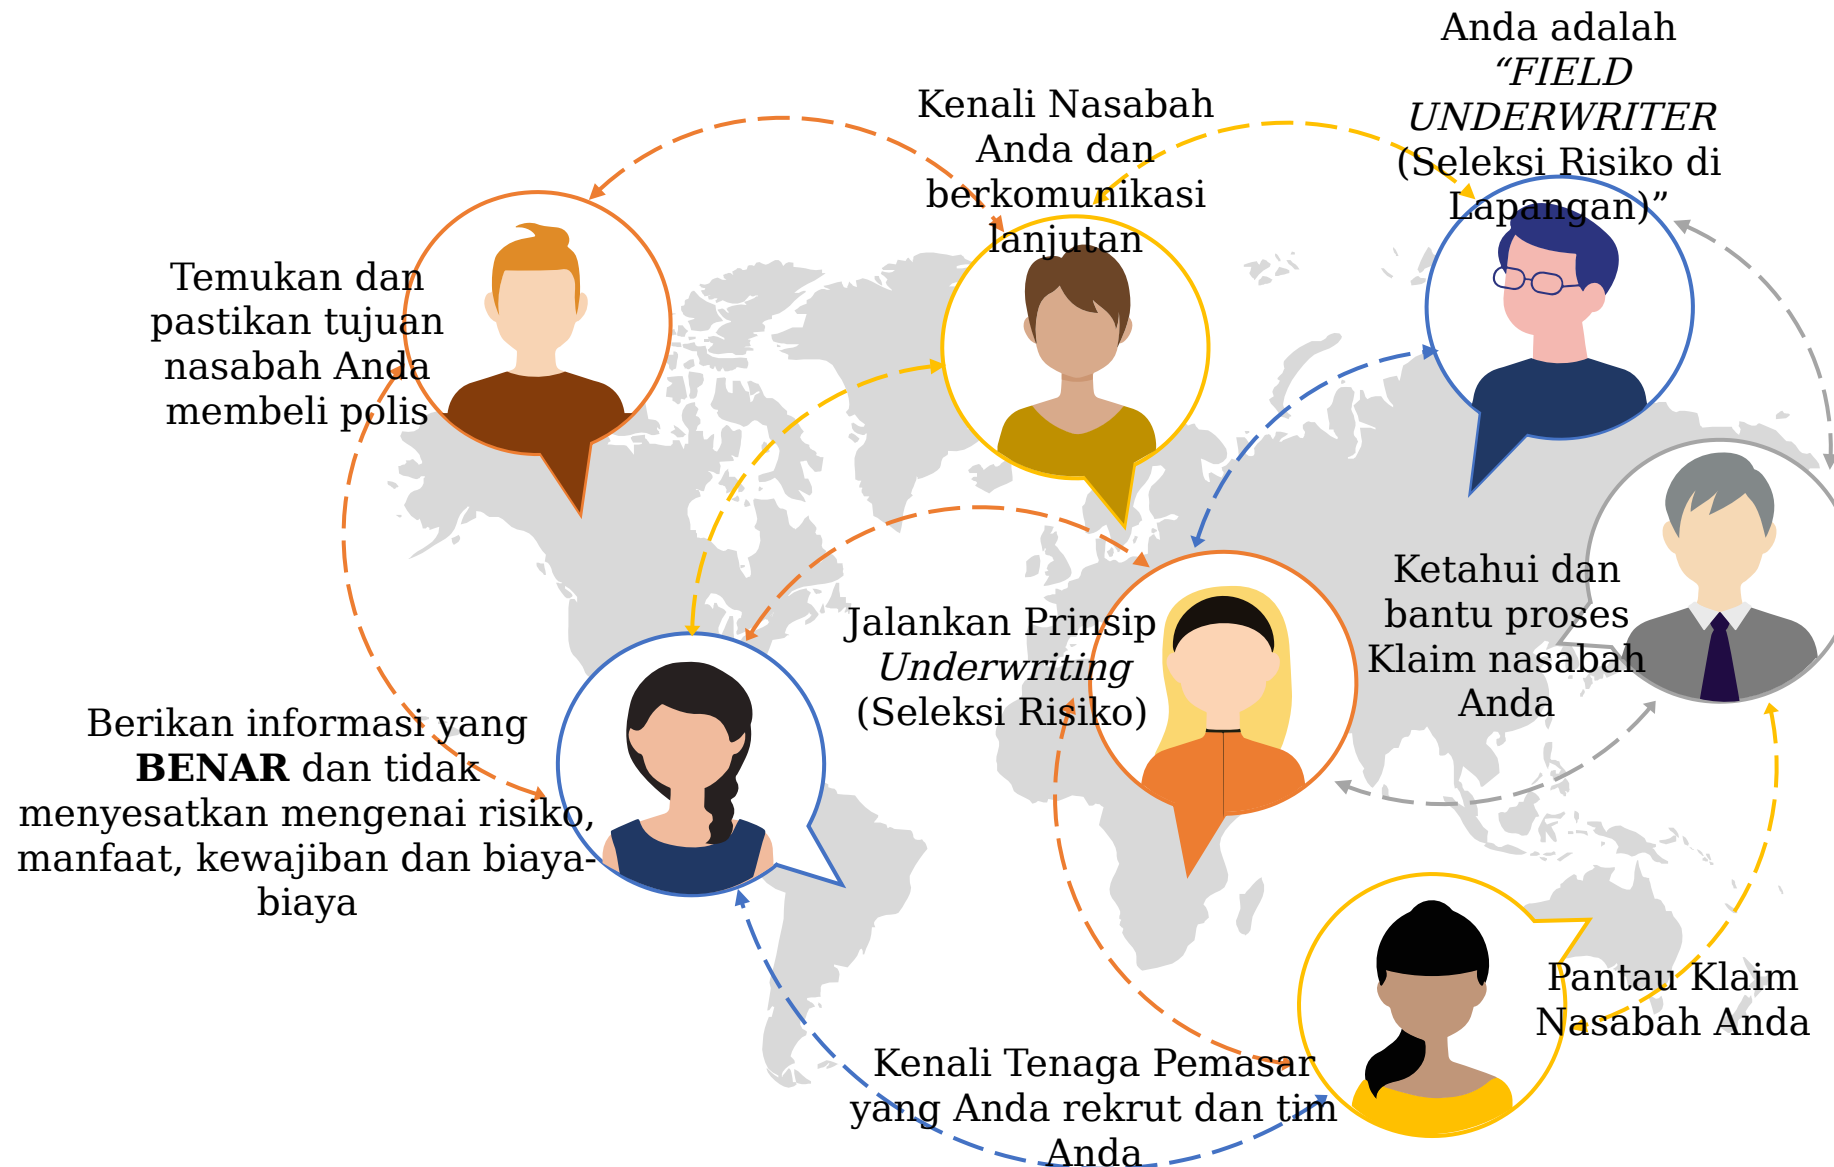 Anda adalah
“FIELD
UNDERWRITER
(Seleksi Risiko di
Lapangan)”
Kenali Nasabah
Anda dan
berkomunikasi
lanjutan
Temukan dan
pastikan tujuan
nasabah Anda
membeli polis
Ketahui dan
bantu proses
Klaim nasabah
Anda
Jalankan Prinsip
Underwriting
(Seleksi Risiko)
Berikan informasi yang
BENAR dan tidak
menyesatkan mengenai risiko,
manfaat, kewajiban dan biaya-
biaya
Pantau Klaim
Nasabah Anda
Kenali Tenaga Pemasar
yang Anda rekrut dan tim
Anda